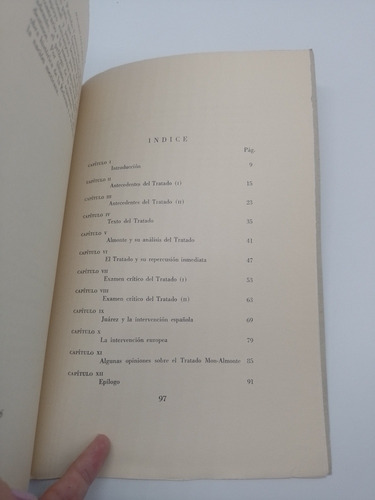 INDICE
Pág.
CAPÍTULO I
Introducción 9
CAPÍTULO II
Antecedentes del Tratado (I) 15
CAPÍTULO III
Antecedentes del Tratado (II) 25
CAPÍTULO IV
Texto del Tratado 35
CAPÍTULO V
Almonte y su análisis del Tratado 41
CAPÍTULO VI
El Tratado y su repercusión inmediata 47
CAPÍTULO VII
Examen crítico del Tratado (I) 53
CAPÍTULO VIII
Examen crítico del Tratado (II) 63
CAPÍTULO IX
Juárez y la intervención española 69
CAPÍTULO X
La intervención europea 79
CAPÍTULO XI
Algunas opiniones sobre el Tratado Mon-Almonte 85
CAPÍTULO XII
Epílogo 91
97